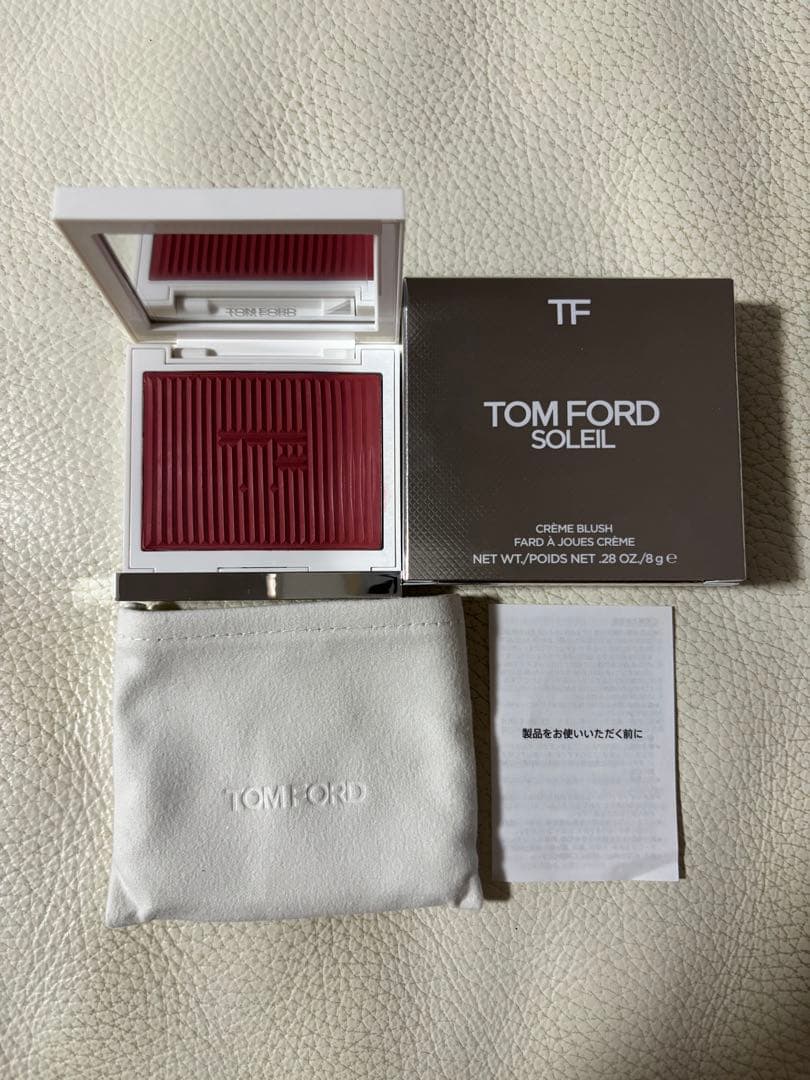 TOM FORD
TF
TOM FORD
SOLEIL
CRÈME BLUSH
FARD À JOUES CRÈME
NET WT./POIDS NET .28 OZ./8 g ℮
TF
TOM FORD
製品をお使いいただく前に